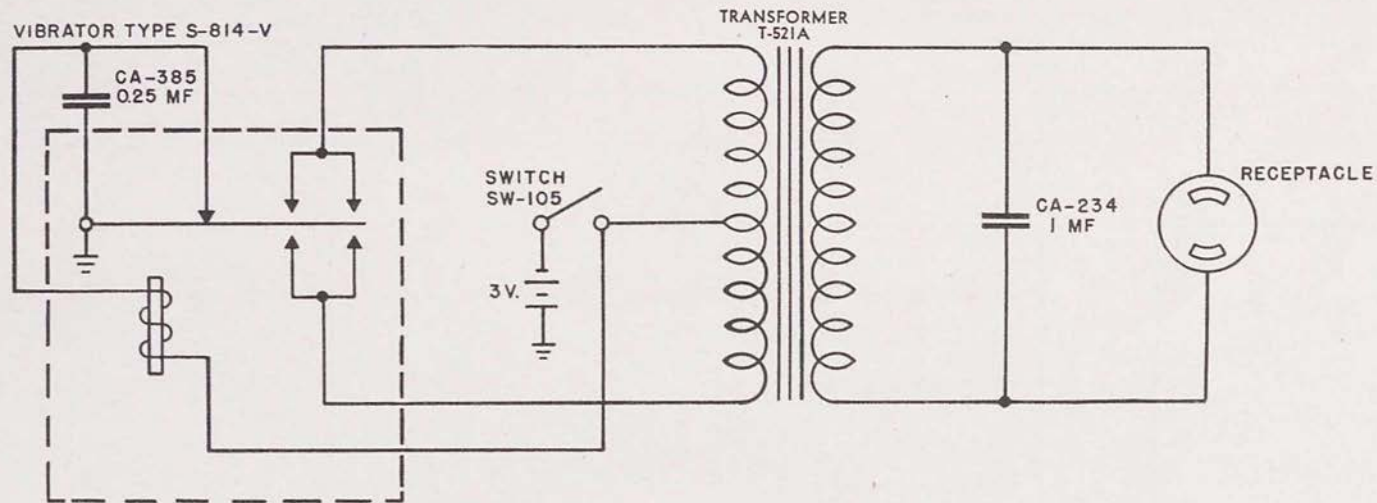 VIBRATOR TYPE S-814-V
CA-385
0.25 MF
TRANSFORMER
T-521A
SWITCH
SW-105
3V.
CA-234
1 MF
RECEPTACLE